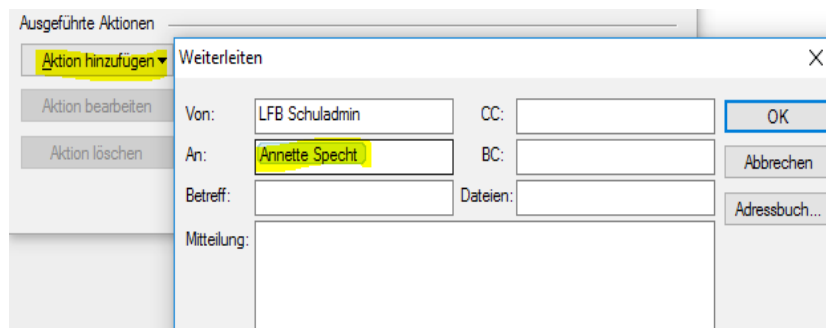 Ausgeführte Aktionen
Aktion hinzufügen
Aktion bearbeiten
Aktion löschen
Weiterleiten
Von: LFB Schuladmin CC:
OK
An: Annette Specht BC:
Abbrechen
Betreff: Dateien:
Adressbuch...
Mitteilung: